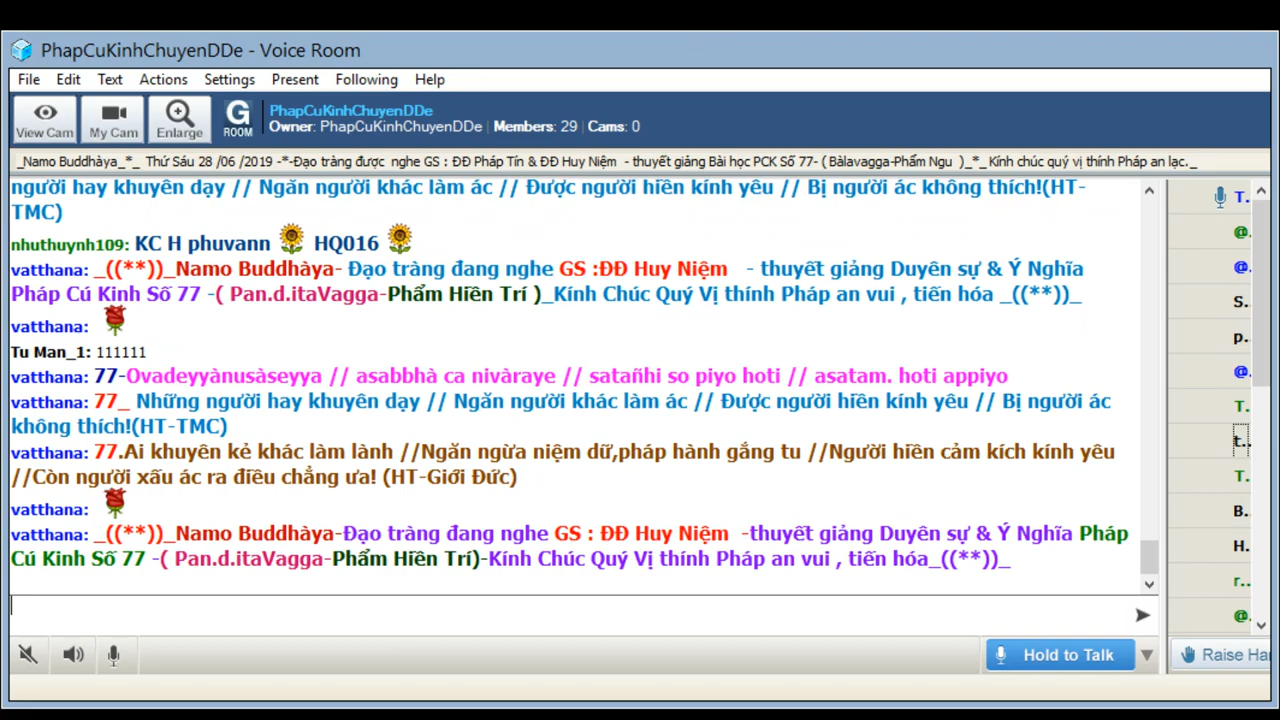 PhapCuKinhChuyenDDe - Voice Room
File Edit Text Actions Settings Present Following Help
View Cam My Cam Enlarge G ROOM
PhapCuKinhChuyenDDe
Owner: PhapCuKinhChuyenDDe | Members: 29 | Cams: 0
_Namo Buddhàya_*_ Thứ Sáu 28 /06 /2019 -*-Đạo tràng được nghe GS : ĐĐ Pháp Tín & ĐĐ Huy Niệm - thuyết giảng Bài học PCK Số 77- ( Bàlavagga-Phẩm Ngu )_*_Kính chúc quý vị thính Pháp an lạc._
người hay khuyên dạy // Ngăn người khác làm ác // Được người hiền kính yêu // Bị người ác không thích!(HT-
TMC)
nhuthuynh109: KC H phuvann HQ016
vatthana: _((**))_Namo Buddhàya- Đạo tràng đang nghe GS :ĐĐ Huy Niệm - thuyết giảng Duyên sự & Ý Nghĩa
Pháp Cú Kinh Số 77 -( Pan.d.itaVagga-Phẩm Hiền Trí )_Kính Chúc Quý Vị thính Pháp an vui , tiến hóa _((**))_
vatthana:
Tu Man_1: 111111
vatthana: 77-Ovadeyyànusàseyya // asabbhà ca nivàraye // satañhi so piyo hoti // asatam. hoti appiyo
vatthana: 77_ Những người hay khuyên dạy // Ngăn người khác làm ác // Được người hiền kính yêu // Bị người ác
không thích!(HT-TMC)
vatthana: 77.Ai khuyên kẻ khác làm lành //Ngăn ngừa niệm dữ,pháp hành gắng tu //Người hiền cảm kích kính yêu
//Còn người xấu ác ra điều chẳng ưa! (HT-Giới Đức)
vatthana:
vatthana: _((**))_Namo Buddhàya-Đạo tràng đang nghe GS : ĐĐ Huy Niệm -thuyết giảng Duyên sự & Ý Nghĩa Pháp
Cú Kinh Số 77 -( Pan.d.itaVagga-Phẩm Hiền Trí)-Kính Chúc Quý Vị thính Pháp an vui , tiến hóa_((**))_
T.
@.
@.
S.
p.
@.
T.
t..
T.
B.
H.
r..
@.
Hold to Talk
Raise Han